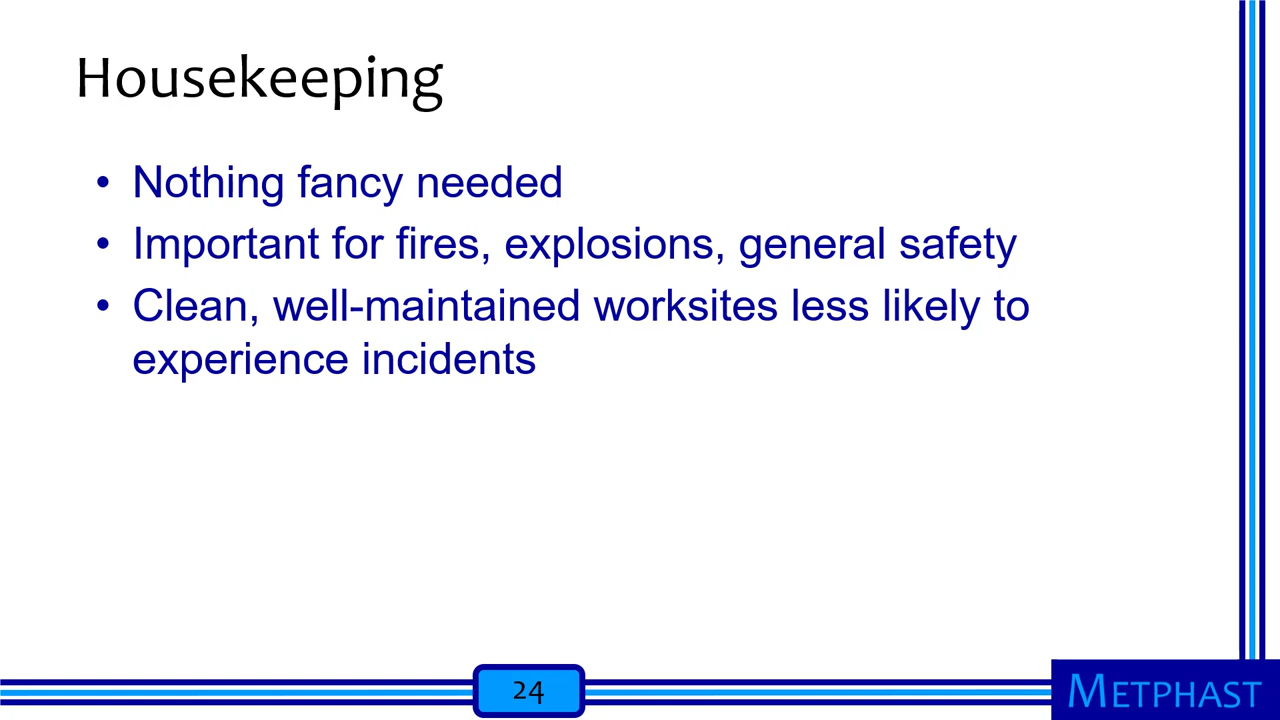 Housekeeping
• Nothing fancy needed
• Important for fires, explosions, general safety
• Clean, well-maintained worksites less likely to
experience incidents
24
METPHAST